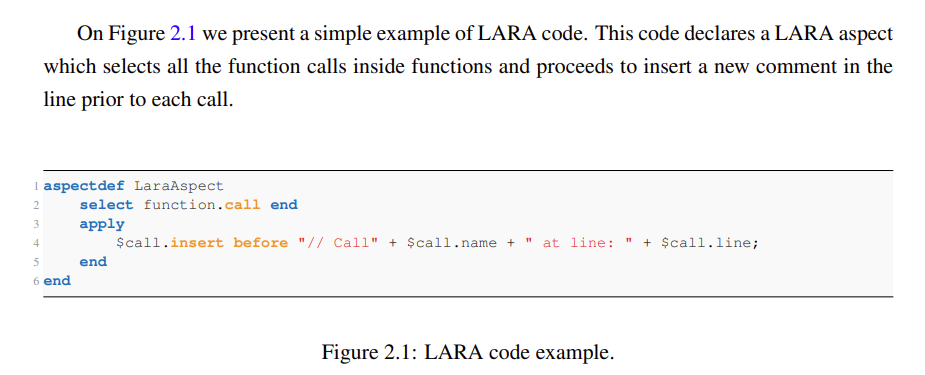 On Figure 2.1 we present a simple example of LARA code. This code declares a LARA aspect
which selects all the function calls inside functions and proceeds to insert a new comment in the
line prior to each call.
1 aspectdef LaraAspect
2 select function.call end
3 apply
4 $call.insert before "// Call" + $call.name + " at line: " + $call.line;
5 end
6 end
Figure 2.1: LARA code example.